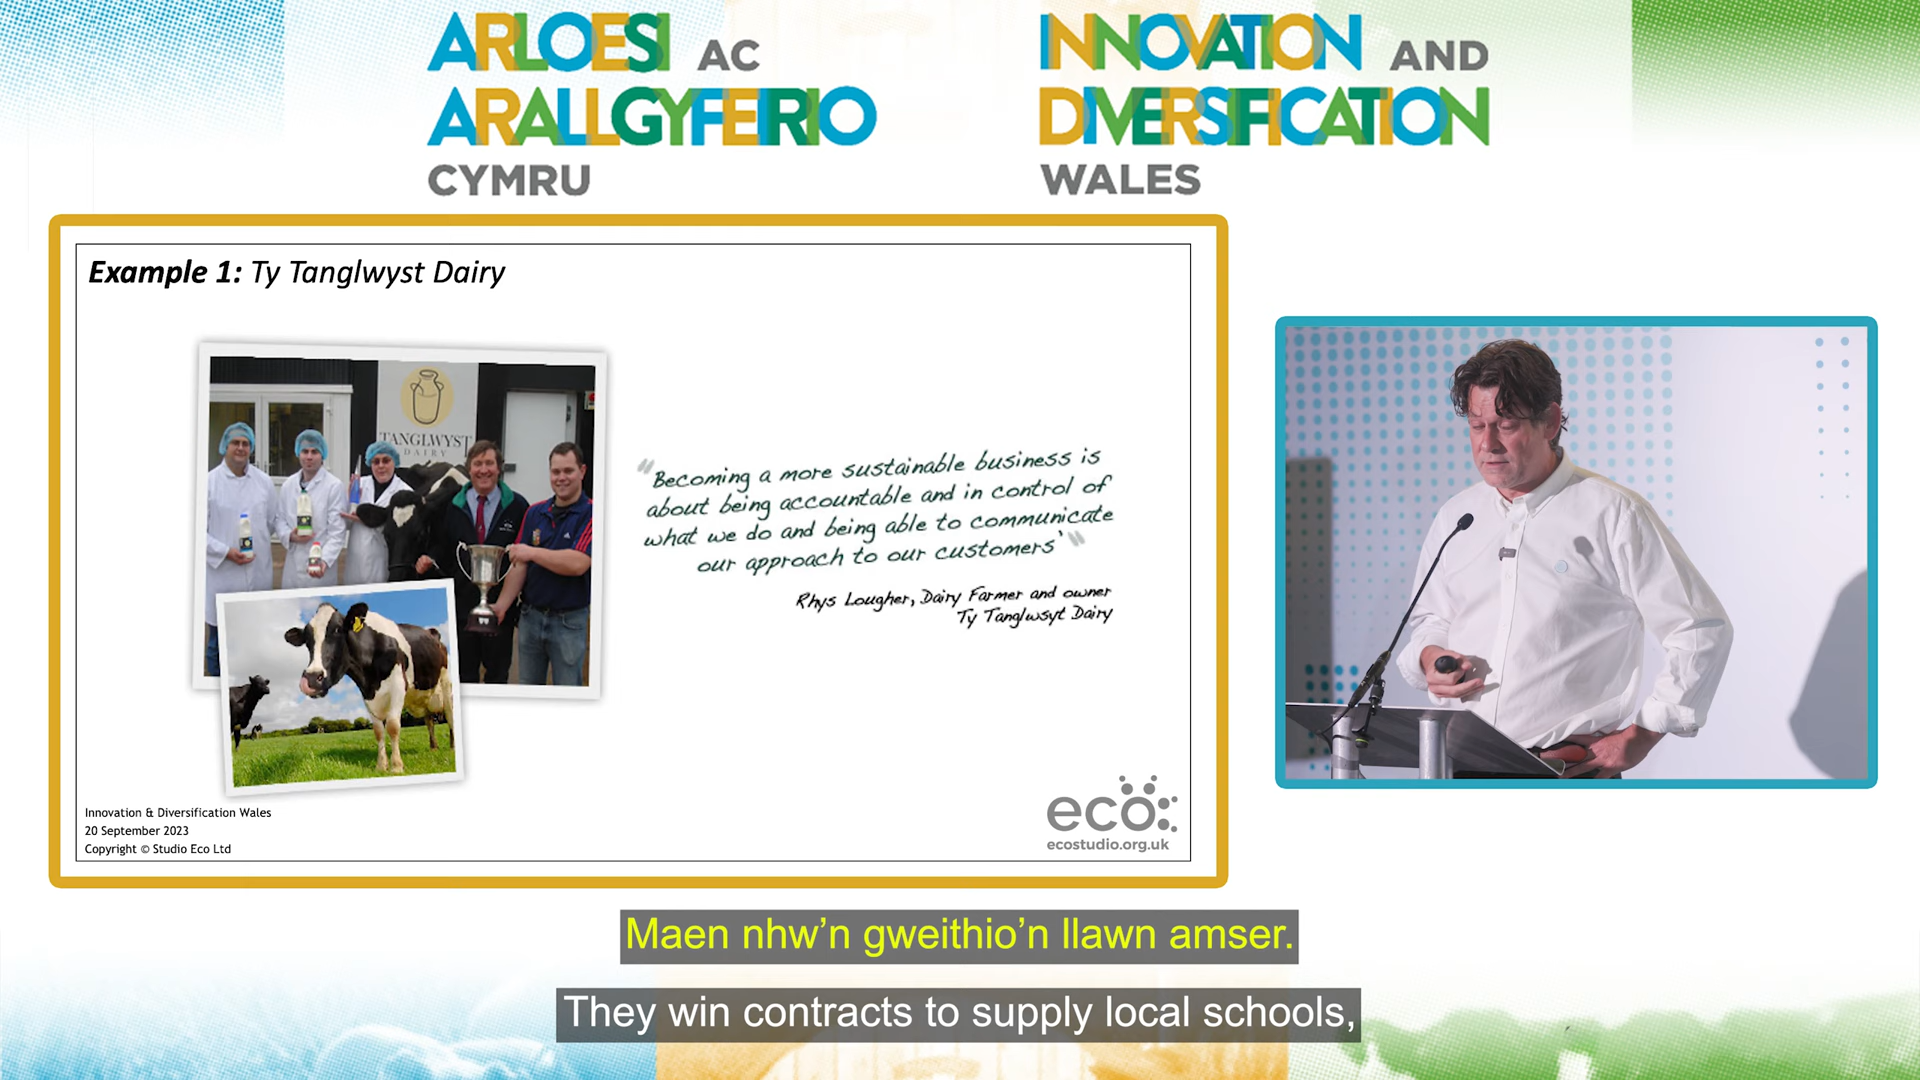 ARLOESI AC
ARALLGYFEIRIO
CYMRU
INNOVATION AND
DIVERSIFICATION
WALES
Example 1: Ty Tanglwyst Dairy
TANGLWYST
DAIRY
"Becoming a more sustainable business is
about being accountable and in control of
what we do and being able to communicate
our approach to our customers'"
Rhys Lougher, Dairy Farmer and owner
Ty Tanglwsyt Dairy
Innovation & Diversification Wales
20 September 2023
Copyright © Studio Eco Ltd
eco
ecostudio.org.uk
Maen nhw’n gweithio’n llawn amser.
They win contracts to supply local schools,